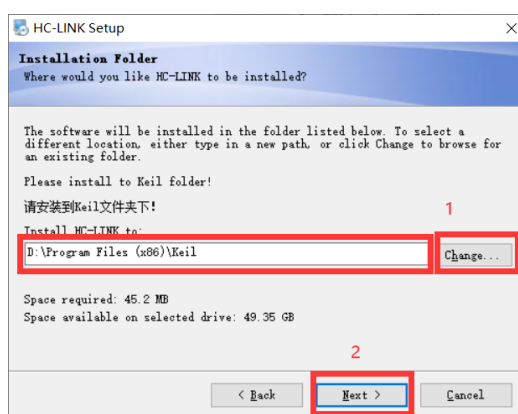 HC-LINK Setup
Installation Folder
Where would you like HC-LINK to be installed?
The software will be installed in the folder listed below. To select a
different location, either type in a new path, or click Change to browse for
an existing folder.
Please install to Keil folder!
请安装到Keil文件夹下!
1
Install HC-LINK to:
D:\Program Files (x86)\Keil
Change...
Space required: 45.2 MB
Space available on selected drive: 49.35 GB
2
< Back
Next >
Cancel